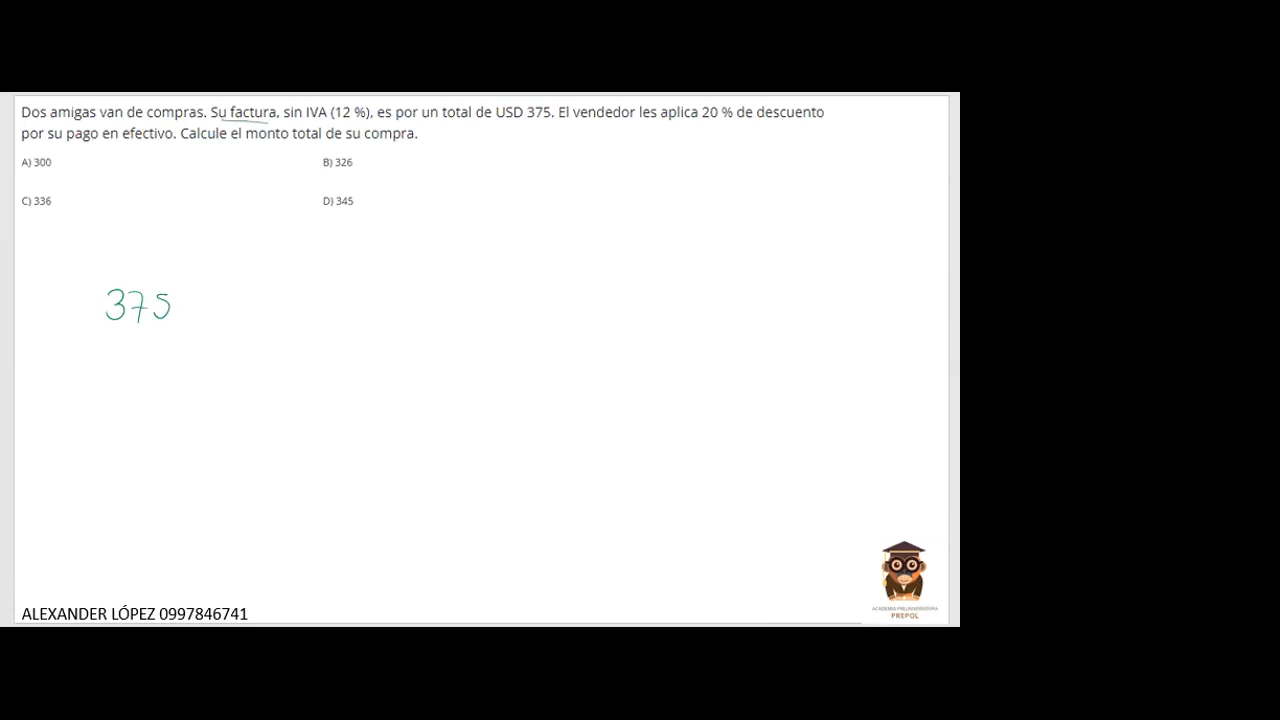 Dos amigas van de compras. Su factura, sin IVA (12 %), es por un total de USD 375. El vendedor les aplica 20 % de descuento
por su pago en efectivo. Calcule el monto total de su compra.
A) 300 B) 326
C) 336 D) 345
375
ACADEMIA PREUNIVERSITARIA
PREPOL
ALEXANDER LÓPEZ 0997846741